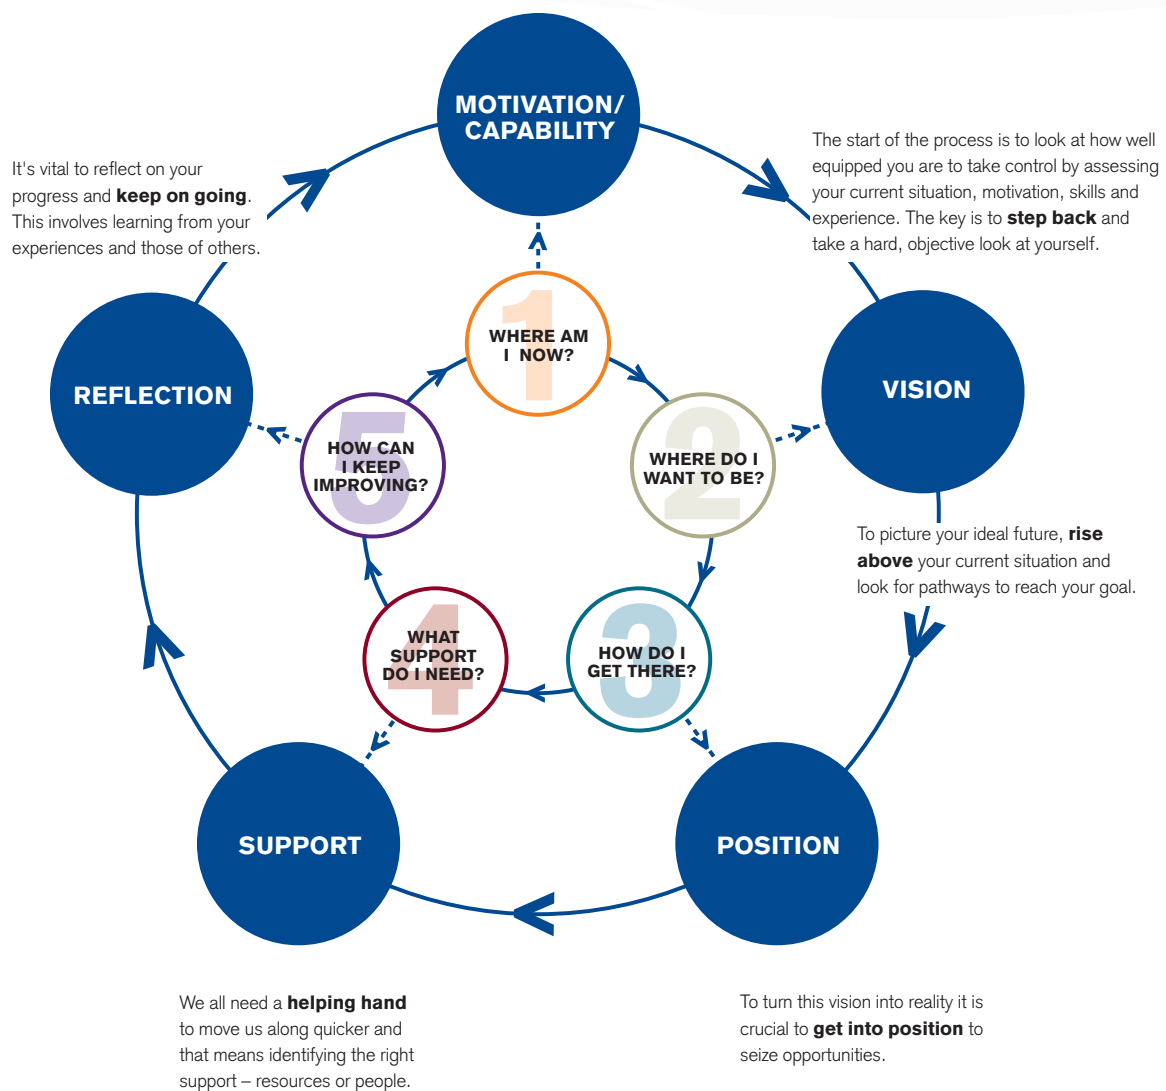 MOTIVATION/
CAPABILITY
The start of the process is to look at how well
equipped you are to take control by assessing
your current situation, motivation, skills and
experience. The key is to step back and
take a hard, objective look at yourself.
It's vital to reflect on your
progress and keep on going.
This involves learning from your
experiences and those of others.
1
WHERE AM
I NOW?
REFLECTION
VISION
5
HOW CAN
I KEEP
IMPROVING?
2
WHERE DO I
WANT TO BE?
To picture your ideal future, rise
above your current situation and
look for pathways to reach your goal.
4
WHAT
SUPPORT
DO I NEED?
3
HOW DO I
GET THERE?
SUPPORT
POSITION
We all need a helping hand
to move us along quicker and
that means identifying the right
support – resources or people.
To turn this vision into reality it is
crucial to get into position to
seize opportunities.